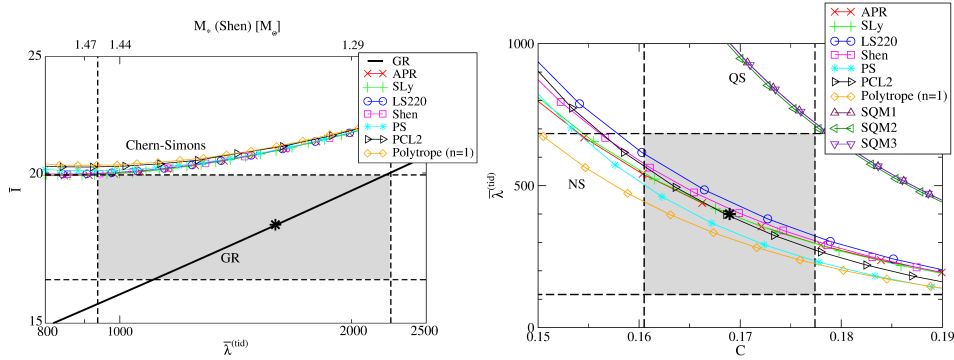 M* (Shen) [M⊙]
1.47 1.44 1.29
25
20
15
Ī
800 1000 2000 2500
λ̄(tid)
Chern-Simons
GR
GR
APR
SLy
LS220
Shen
PS
PCL2
Polytrope (n=1)
1000
500
0
λ̄(tid)
0.15 0.16 0.17 0.18 0.19
C
QS
NS
APR
SLy
LS220
Shen
PS
PCL2
Polytrope (n=1)
SQM1
SQM2
SQM3